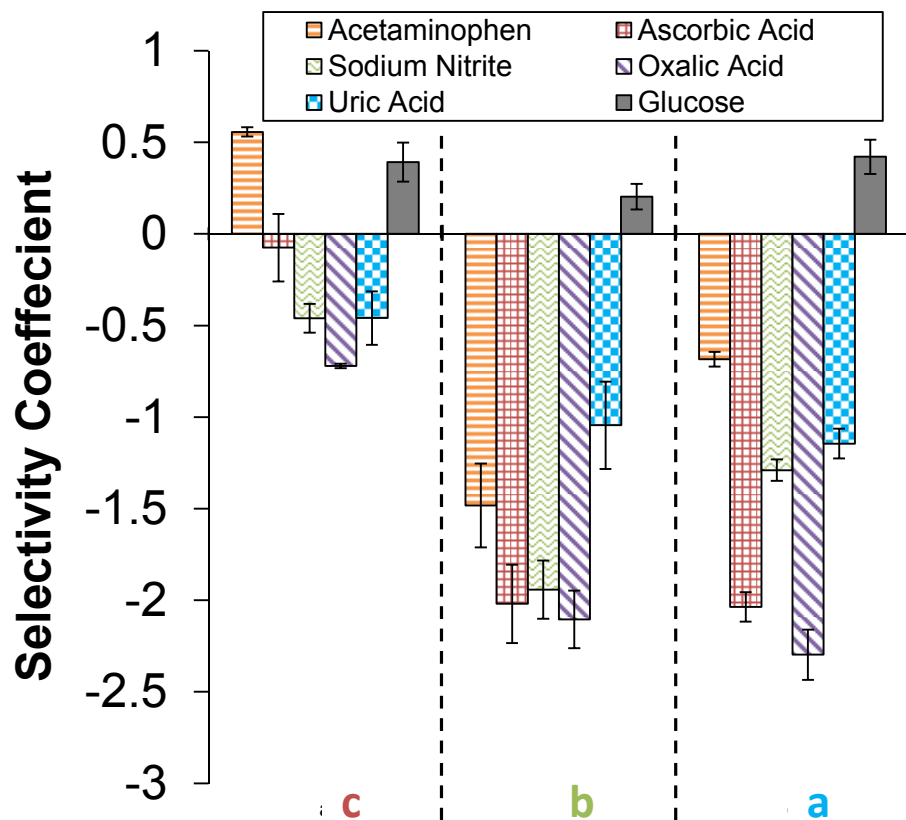 Acetaminophen Ascorbic Acid
Sodium Nitrite Oxalic Acid
Uric Acid Glucose
Selectivity Coeffecient
1
0.5
0
-0.5
-1
-1.5
-2
-2.5
-3
c b a